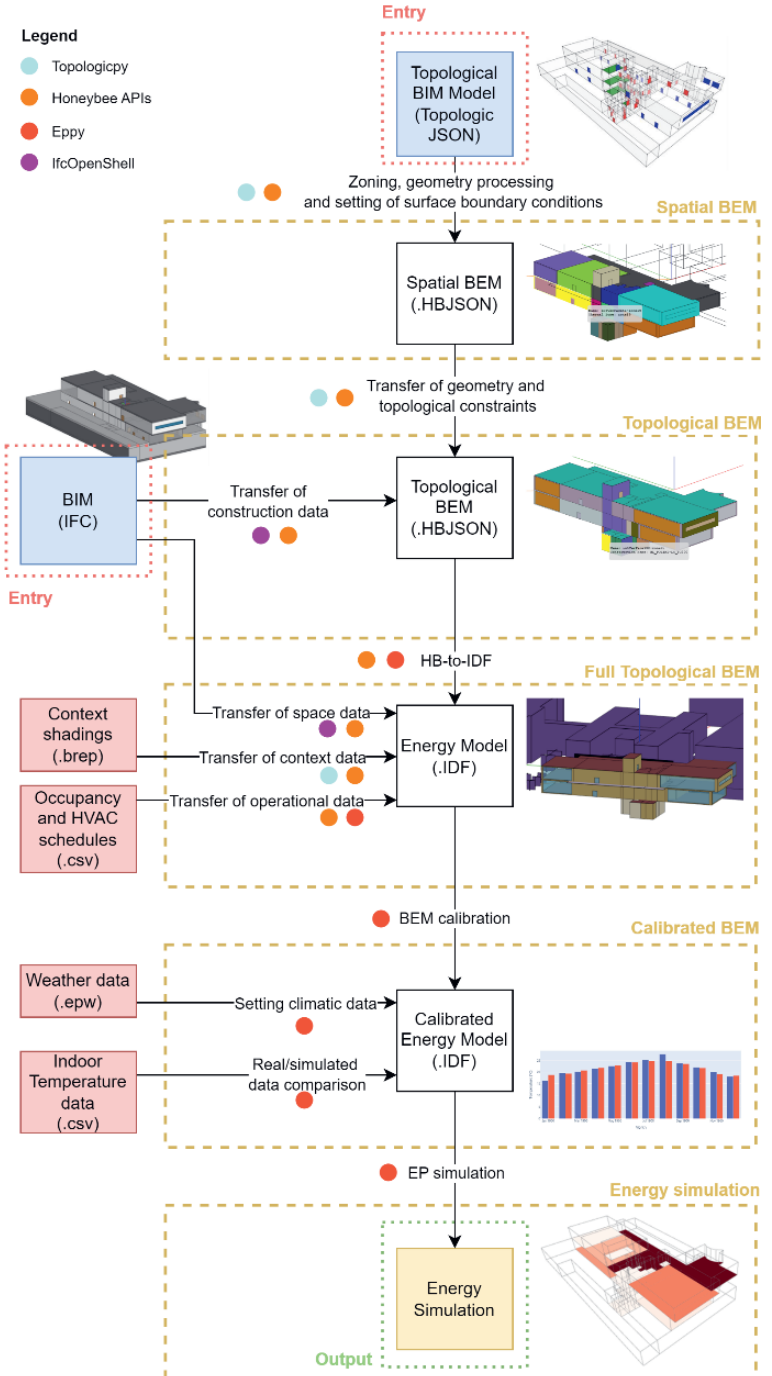 Entry
Legend
Topologicpy
Honeybee APIs
Eppy
IfcOpenShell
Topological
BIM Model
(Topologic
JSON)
Zoning, geometry processing
and setting of surface boundary conditions
Spatial BEM
Spatial BEM
(.HBJSON)
Transfer of geometry and
topological constraints
Topological BEM
BIM
(IFC)
Transfer of
construction data
Topological
BEM
(.HBJSON)
Entry
HB-to-IDF
Full Topological BEM
Context
shadings
(.brep)
Transfer of space data
Transfer of context data
Energy Model
(.IDF)
Occupancy
and HVAC
schedules
(.csv)
Transfer of operational data
BEM calibration
Calibrated BEM
Weather data
(.epw)
Setting climatic data
Calibrated
Energy Model
(.IDF)
Indoor
Temperature
data
(.csv)
Real/simulated
data comparison
EP simulation
Energy simulation
Energy
Simulation
Output